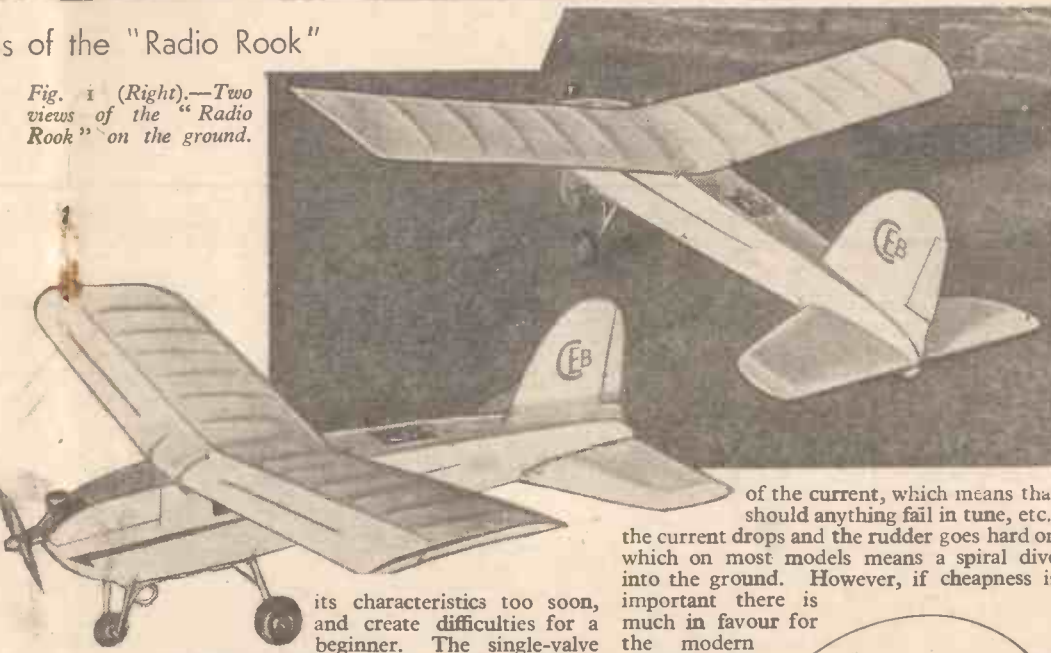 s of the "Radio Rook"
Fig. 1 (Right).—Two
views of the "Radio
Rook" on the ground.
CEB
CEB
its characteristics too soon,
and create difficulties for a
beginner. The single-valve
of the current, which means tha
should anything fail in tune, etc.
the current drops and the rudder goes hard on
which on most models means a spiral dive
into the ground. However, if cheapness is
important there is
much in favour for
the modern